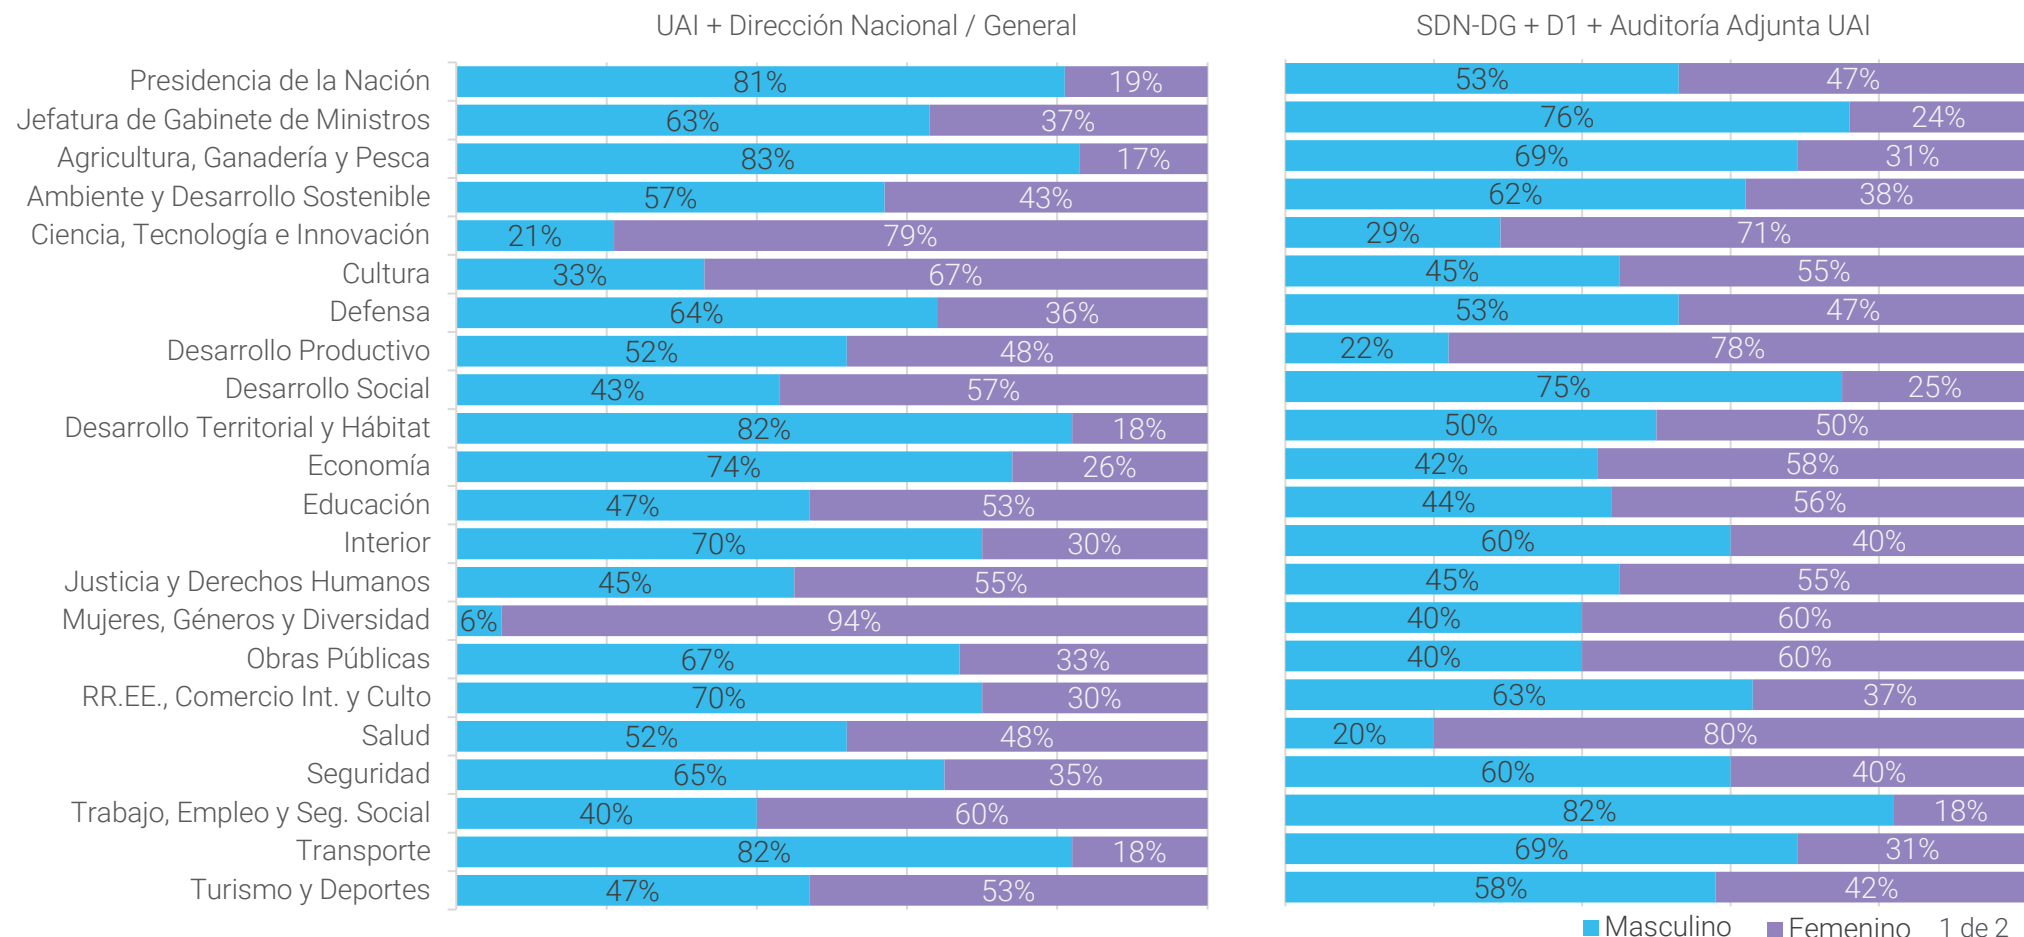 UAI + Dirección Nacional / General SDN-DG + D1 + Auditoría Adjunta UAI
Presidencia de la Nación 81% 19% 53% 47%
Jefatura de Gabinete de Ministros 63% 37% 76% 24%
Agricultura, Ganadería y Pesca 83% 17% 69% 31%
Ambiente y Desarrollo Sostenible 57% 43% 62% 38%
Ciencia, Tecnología e Innovación 21% 79% 29% 71%
Cultura 33% 67% 45% 55%
Defensa 64% 36% 53% 47%
Desarrollo Productivo 52% 48% 22% 78%
Desarrollo Social 43% 57% 75% 25%
Desarrollo Territorial y Hábitat 82% 18% 50% 50%
Economía 74% 26% 42% 58%
Educación 47% 53% 44% 56%
Interior 70% 30% 60% 40%
Justicia y Derechos Humanos 45% 55% 45% 55%
Mujeres, Géneros y Diversidad 6% 94% 40% 60%
Obras Públicas 67% 33% 40% 60%
RR.EE., Comercio Int. y Culto 70% 30% 63% 37%
Salud 52% 48% 20% 80%
Seguridad 65% 35% 60% 40%
Trabajo, Empleo y Seg. Social 40% 60% 82% 18%
Transporte 82% 18% 69% 31%
Turismo y Deportes 47% 53% 58% 42%
Masculino Femenino 1 de 2